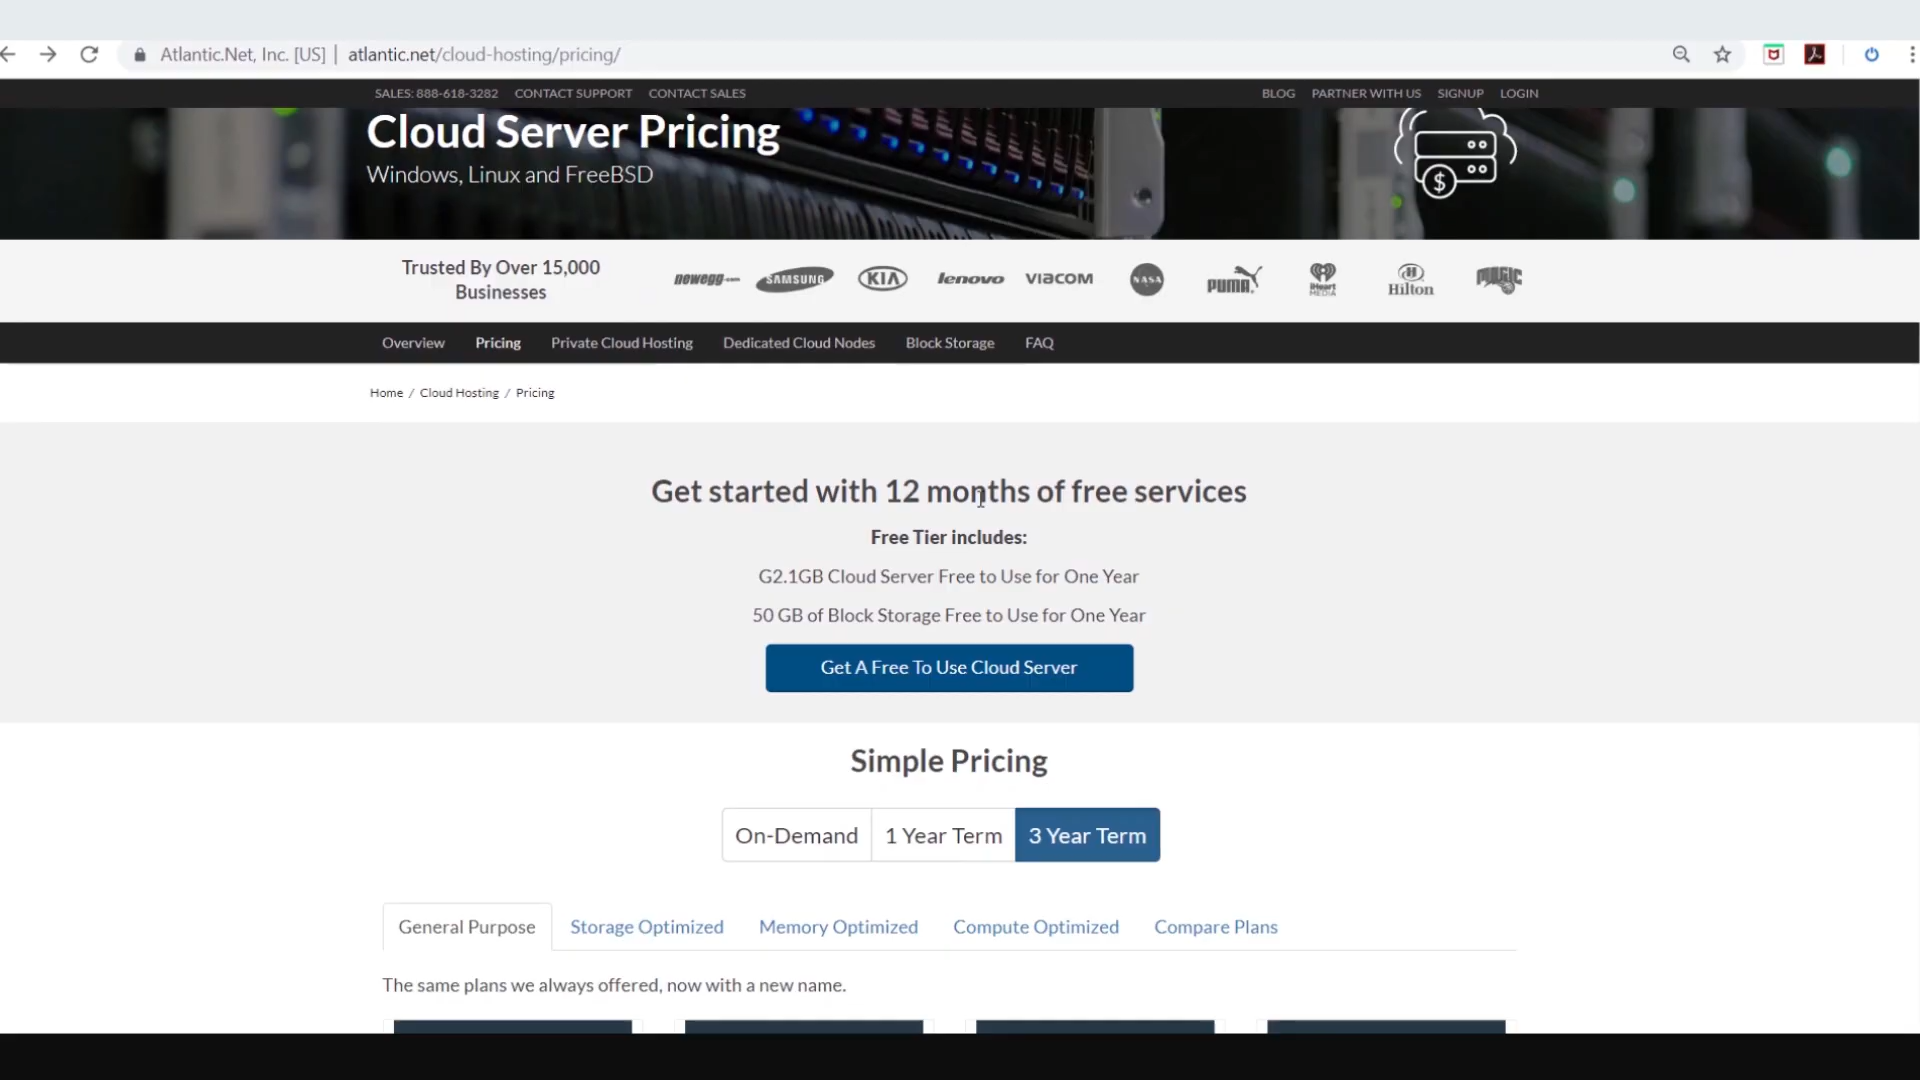 Atlantic.Net, Inc. [US] | atlantic.net/cloud-hosting/pricing/
SALES: 888-618-3282 CONTACT SUPPORT CONTACT SALES BLOG PARTNER WITH US SIGNUP LOGIN
Cloud Server Pricing
Windows, Linux and FreeBSD
$
Trusted By Over 15,000
Businesses
newegg.com SAMSUNG KIA lenovo VIACOM NASA PUMA iHeart MEDIA H Hilton MAGIC
Overview Pricing Private Cloud Hosting Dedicated Cloud Nodes Block Storage FAQ
Home / Cloud Hosting / Pricing
Get started with 12 months of free services
Free Tier includes:
G2.1GB Cloud Server Free to Use for One Year
50 GB of Block Storage Free to Use for One Year
Get A Free To Use Cloud Server
Simple Pricing
On-Demand 1 Year Term 3 Year Term
General Purpose Storage Optimized Memory Optimized Compute Optimized Compare Plans
The same plans we always offered, now with a new name.